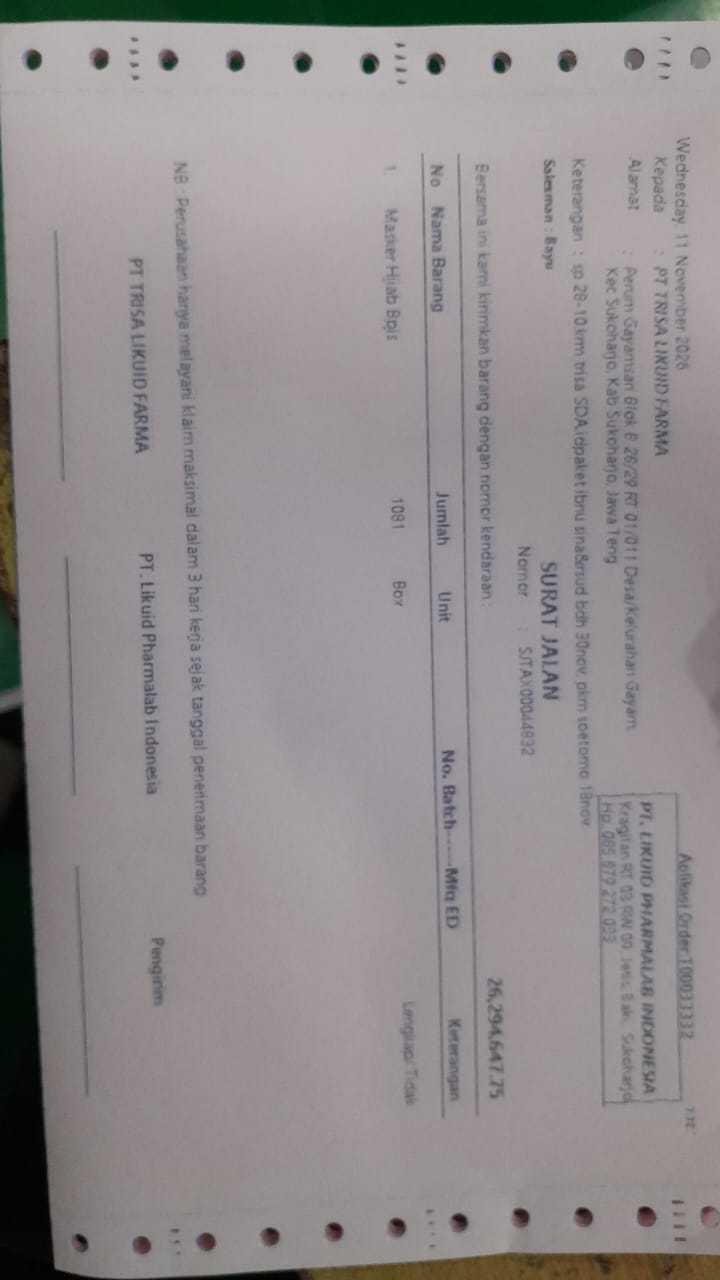 Wednesday, 11 November 2026
Aplikasi Order T00033332
Kepada : PT TRISA LIKUID FARMA
PT. LIKUID PHARMALAB INDONESIA
Alamat : Perum Gayamsari Blok B 28/29 RT 01/011 Desa/Kelurahan Gayam,
Kragilan RT 03 RW 09, Jetis, Baki, Sukoharjo
Kec Sukoharjo, Kab Sukoharjo, Jawa Teng
Hp. 085 879 272 033
Keterangan : sp 28-10.krm trisa SDA.idpaket ibnu sina&rsud bdh 30nov, pkm soetomo 18nov
Salesman : Bayu
SURAT JALAN
Nomor : SJTAX00044832
Bersama ini kami kirimkan barang dengan nomor kendaraan :
26,294,647.75
No Nama Barang Jumlah Unit No. Batch------Mfg ED Keterangan
1. Masker Hijab Bpjs 1081 Box Lengkap/ Tidak
NB : Perusahaan hanya melayani klaim maksimal dalam 3 hari kerja sejak tanggal penerimaan barang
PT TRISA LIKUID FARMA PT. Likuid Pharmalab Indonesia Pengirim